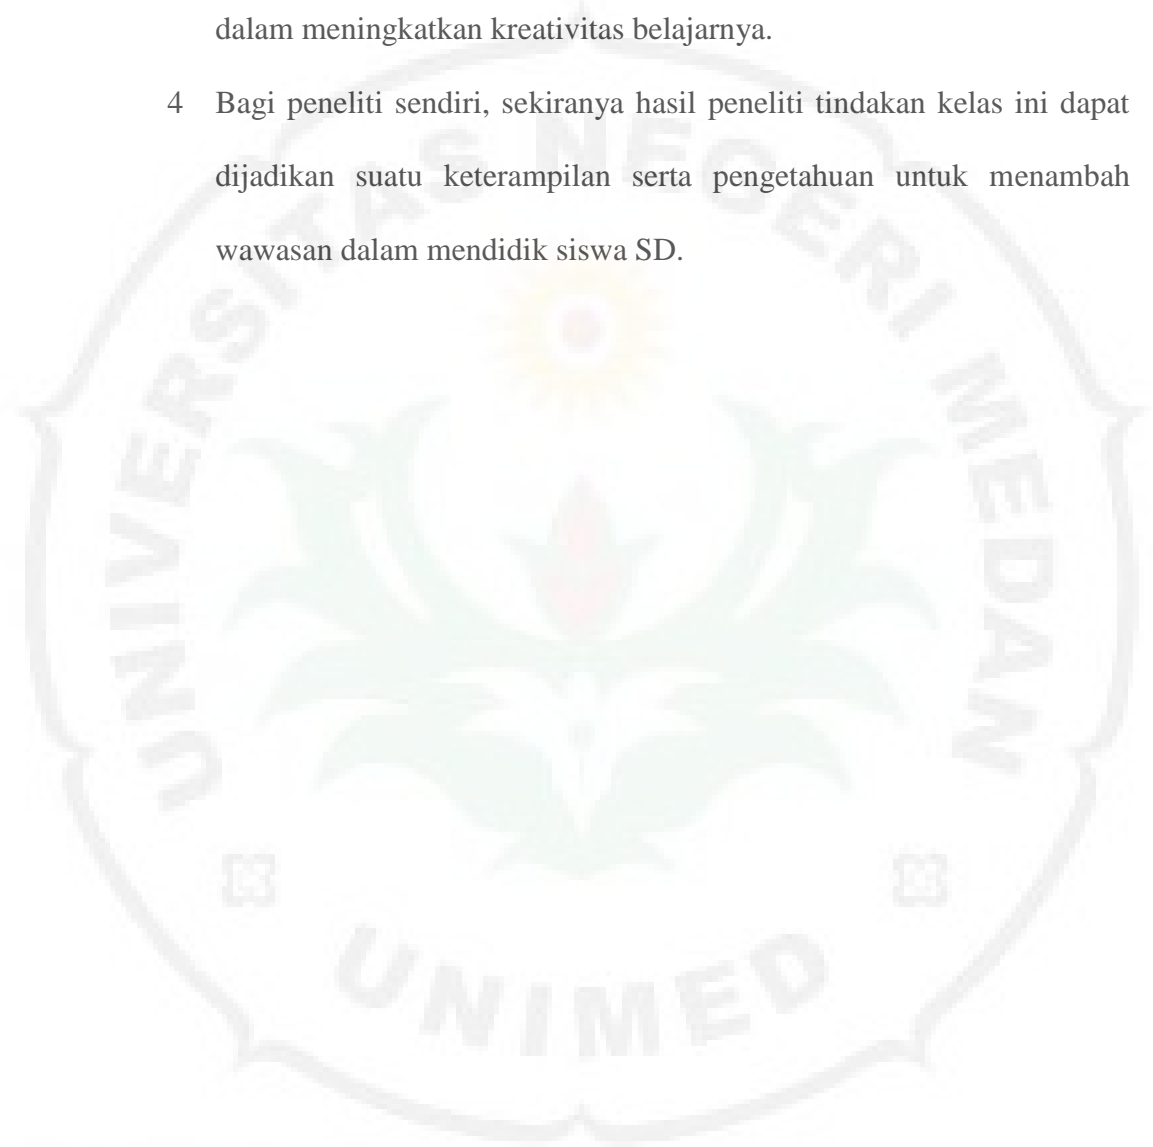 dalam meningkatkan kreativitas belajarnya.
4 Bagi peneliti sendiri, sekiranya hasil peneliti tindakan kelas ini dapat
dijadikan suatu keterampilan serta pengetahuan untuk menambah
wawasan dalam mendidik siswa SD.
UNIVERSITAS NEGERI MEDAN
UNIMED